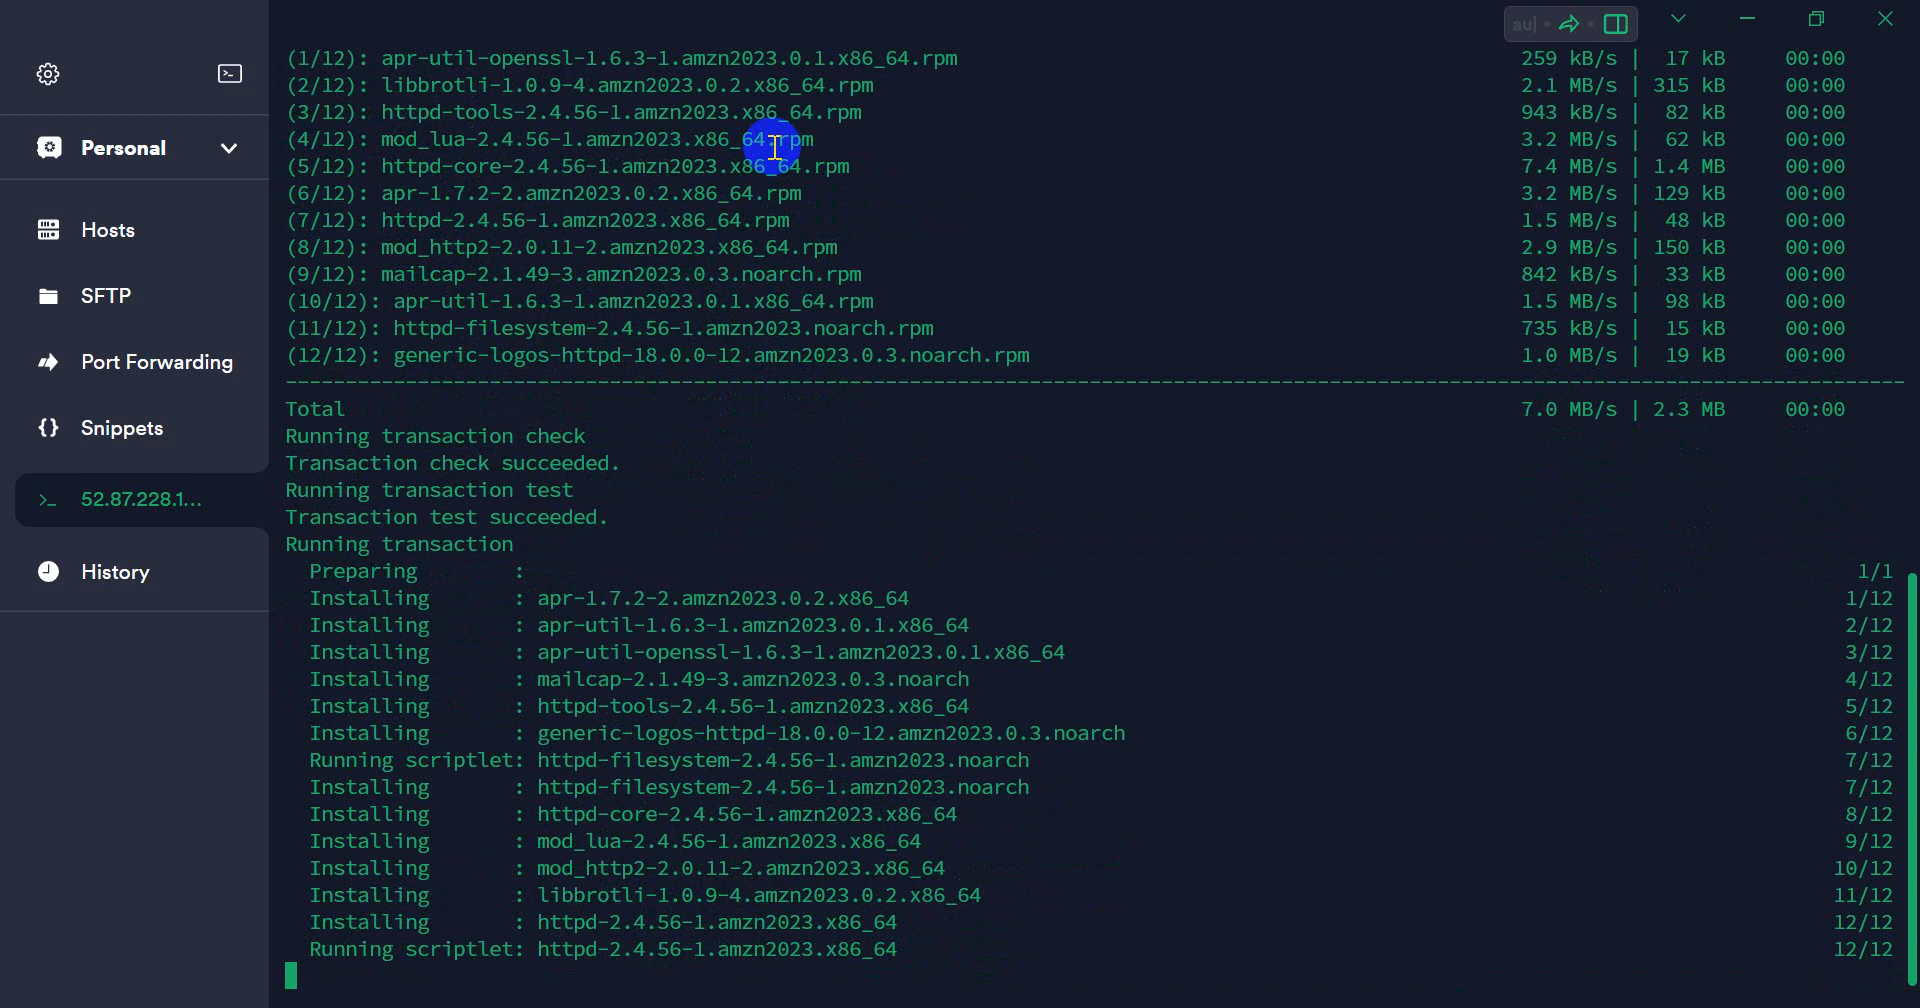 au
Personal
Hosts
SFTP
Port Forwarding
{} Snippets
>_ 52.87.228.1...
History
(1/12): apr-util-openssl-1.6.3-1.amzn2023.0.1.x86_64.rpm 259 kB/s | 17 kB 00:00
(2/12): libbrotli-1.0.9-4.amzn2023.0.2.x86_64.rpm 2.1 MB/s | 315 kB 00:00
(3/12): httpd-tools-2.4.56-1.amzn2023.x86_64.rpm 943 kB/s | 82 kB 00:00
(4/12): mod_lua-2.4.56-1.amzn2023.x86_64.rpm 3.2 MB/s | 62 kB 00:00
(5/12): httpd-core-2.4.56-1.amzn2023.x86_64.rpm 7.4 MB/s | 1.4 MB 00:00
(6/12): apr-1.7.2-2.amzn2023.0.2.x86_64.rpm 3.2 MB/s | 129 kB 00:00
(7/12): httpd-2.4.56-1.amzn2023.x86_64.rpm 1.5 MB/s | 48 kB 00:00
(8/12): mod_http2-2.0.11-2.amzn2023.x86_64.rpm 2.9 MB/s | 150 kB 00:00
(9/12): mailcap-2.1.49-3.amzn2023.0.3.noarch.rpm 842 kB/s | 33 kB 00:00
(10/12): apr-util-1.6.3-1.amzn2023.0.1.x86_64.rpm 1.5 MB/s | 98 kB 00:00
(11/12): httpd-filesystem-2.4.56-1.amzn2023.noarch.rpm 735 kB/s | 15 kB 00:00
(12/12): generic-logos-httpd-18.0.0-12.amzn2023.0.3.noarch.rpm 1.0 MB/s | 19 kB 00:00
Total 7.0 MB/s | 2.3 MB 00:00
Running transaction check
Transaction check succeeded.
Running transaction test
Transaction test succeeded.
Running transaction
Preparing : 1/1
Installing : apr-1.7.2-2.amzn2023.0.2.x86_64 1/12
Installing : apr-util-1.6.3-1.amzn2023.0.1.x86_64 2/12
Installing : apr-util-openssl-1.6.3-1.amzn2023.0.1.x86_64 3/12
Installing : mailcap-2.1.49-3.amzn2023.0.3.noarch 4/12
Installing : httpd-tools-2.4.56-1.amzn2023.x86_64 5/12
Installing : generic-logos-httpd-18.0.0-12.amzn2023.0.3.noarch 6/12
Running scriptlet: httpd-filesystem-2.4.56-1.amzn2023.noarch 7/12
Installing : httpd-filesystem-2.4.56-1.amzn2023.noarch 7/12
Installing : httpd-core-2.4.56-1.amzn2023.x86_64 8/12
Installing : mod_lua-2.4.56-1.amzn2023.x86_64 9/12
Installing : mod_http2-2.0.11-2.amzn2023.x86_64 10/12
Installing : libbrotli-1.0.9-4.amzn2023.0.2.x86_64 11/12
Installing : httpd-2.4.56-1.amzn2023.x86_64 12/12
Running scriptlet: httpd-2.4.56-1.amzn2023.x86_64 12/12